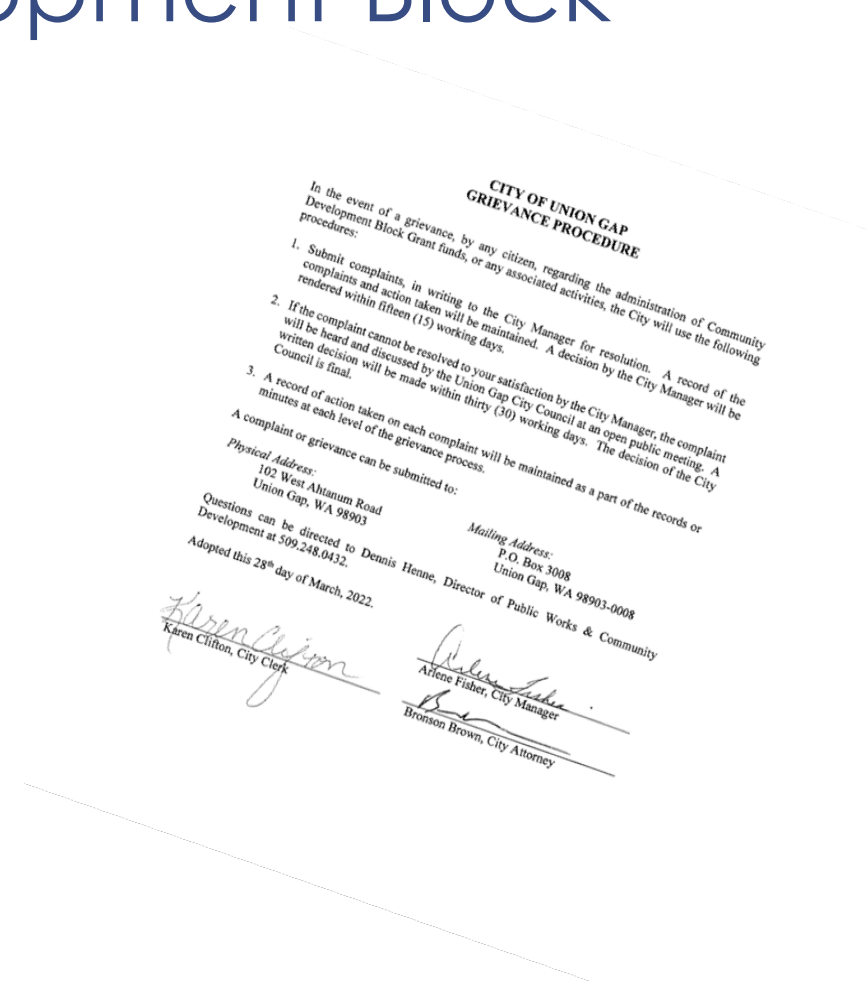 opment Block
CITY OF UNION GAP
GRIEVANCE PROCEDURE
In the event of a grievance, by any citizen, regarding the administration of Community
Development Block Grant funds, or any associated activities, the City will use the following
procedures:
1. Submit complaints, in writing to the City Manager for resolution. A record of the
complaints and action taken will be maintained. A decision by the City Manager will be
rendered within fifteen (15) working days.
2. If the complaint cannot be resolved to your satisfaction by the City Manager, the complaint
will be heard and discussed by the Union Gap City Council at an open public meeting. A
written decision will be made within thirty (30) working days. The decision of the City
Council is final.
3. A record of action taken on each complaint will be maintained as a part of the records or
minutes at each level of the grievance process.
A complaint or grievance can be submitted to:
Physical Address:
102 West Ahtanum Road
Union Gap, WA 98903
Mailing Address:
P.O. Box 3008
Union Gap, WA 98903-0008
Questions can be directed to Dennis Henne, Director of Public Works & Community
Development at 509.248.0432.
Adopted this 28th day of March, 2022.
Karen Clifton
Karen Clifton, City Clerk
Arlene Fisher
Arlene Fisher, City Manager
Bronson Brown, City Attorney